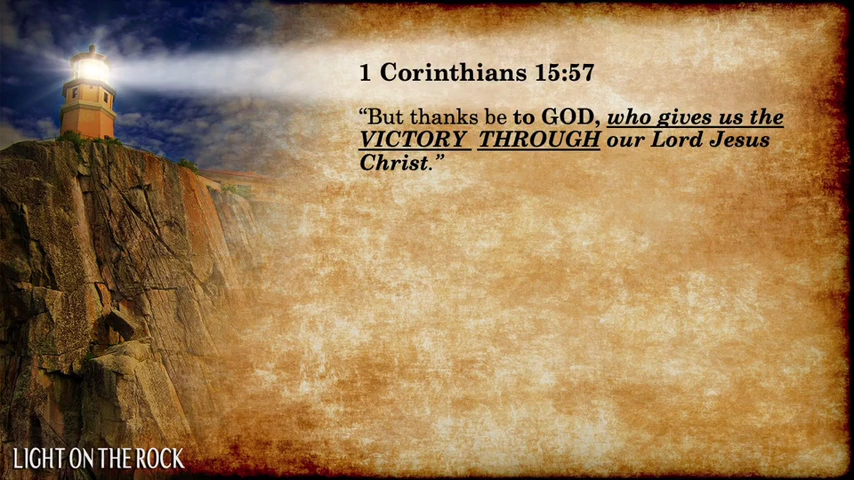 1 Corinthians 15:57
“But thanks be to GOD, who gives us the
VICTORY THROUGH our Lord Jesus
Christ.”
LIGHT ON THE ROCK